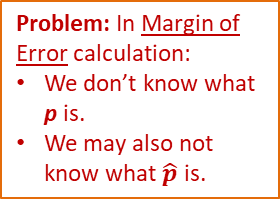 Problem: In Margin of
Error calculation:
• We don’t know what
p is.
• We may also not
know what p̂ is.